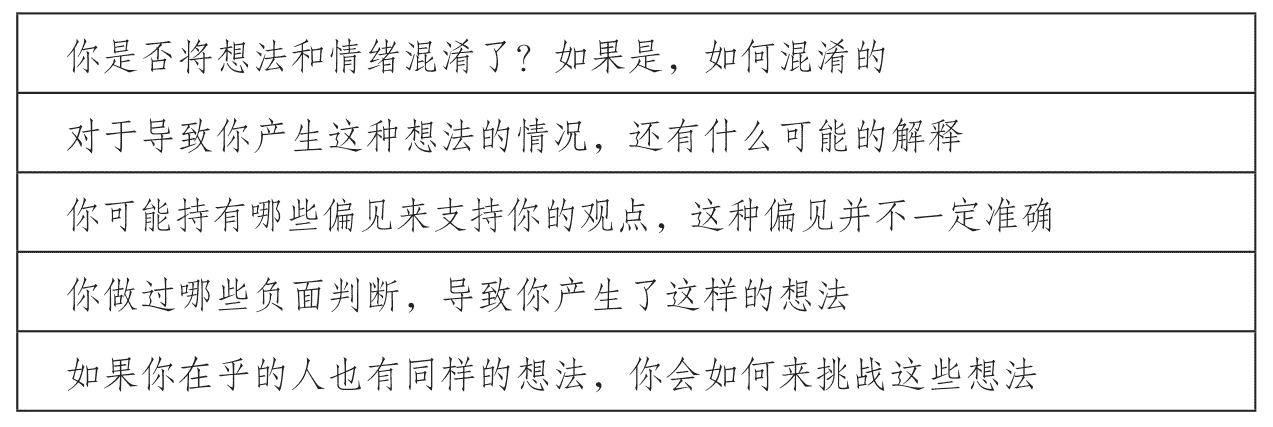 你是否将想法和情绪混淆了？如果是，如何混淆的
对于导致你产生这种想法的情况，还有什么可能的解释
你可能持有哪些偏见来支持你的观点，这种偏见并不一定准确
你做过哪些负面判断，导致你产生了这样的想法
如果你在乎的人也有同样的想法，你会如何来挑战这些想法